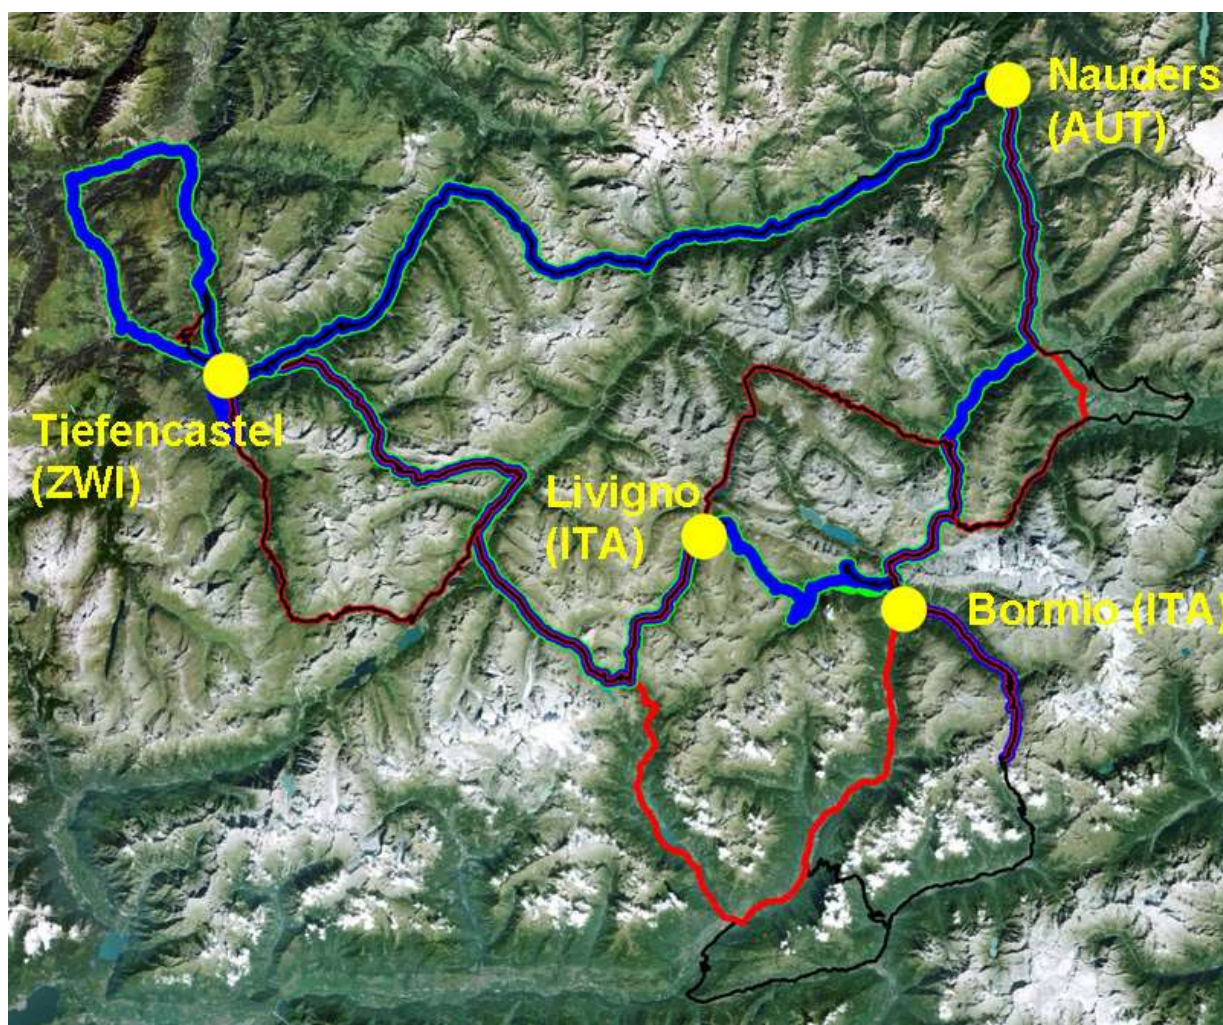 Nauders
(AUT)
Tiefencastel
(ZWI)
Livigno
(ITA)
Bormio (ITA)